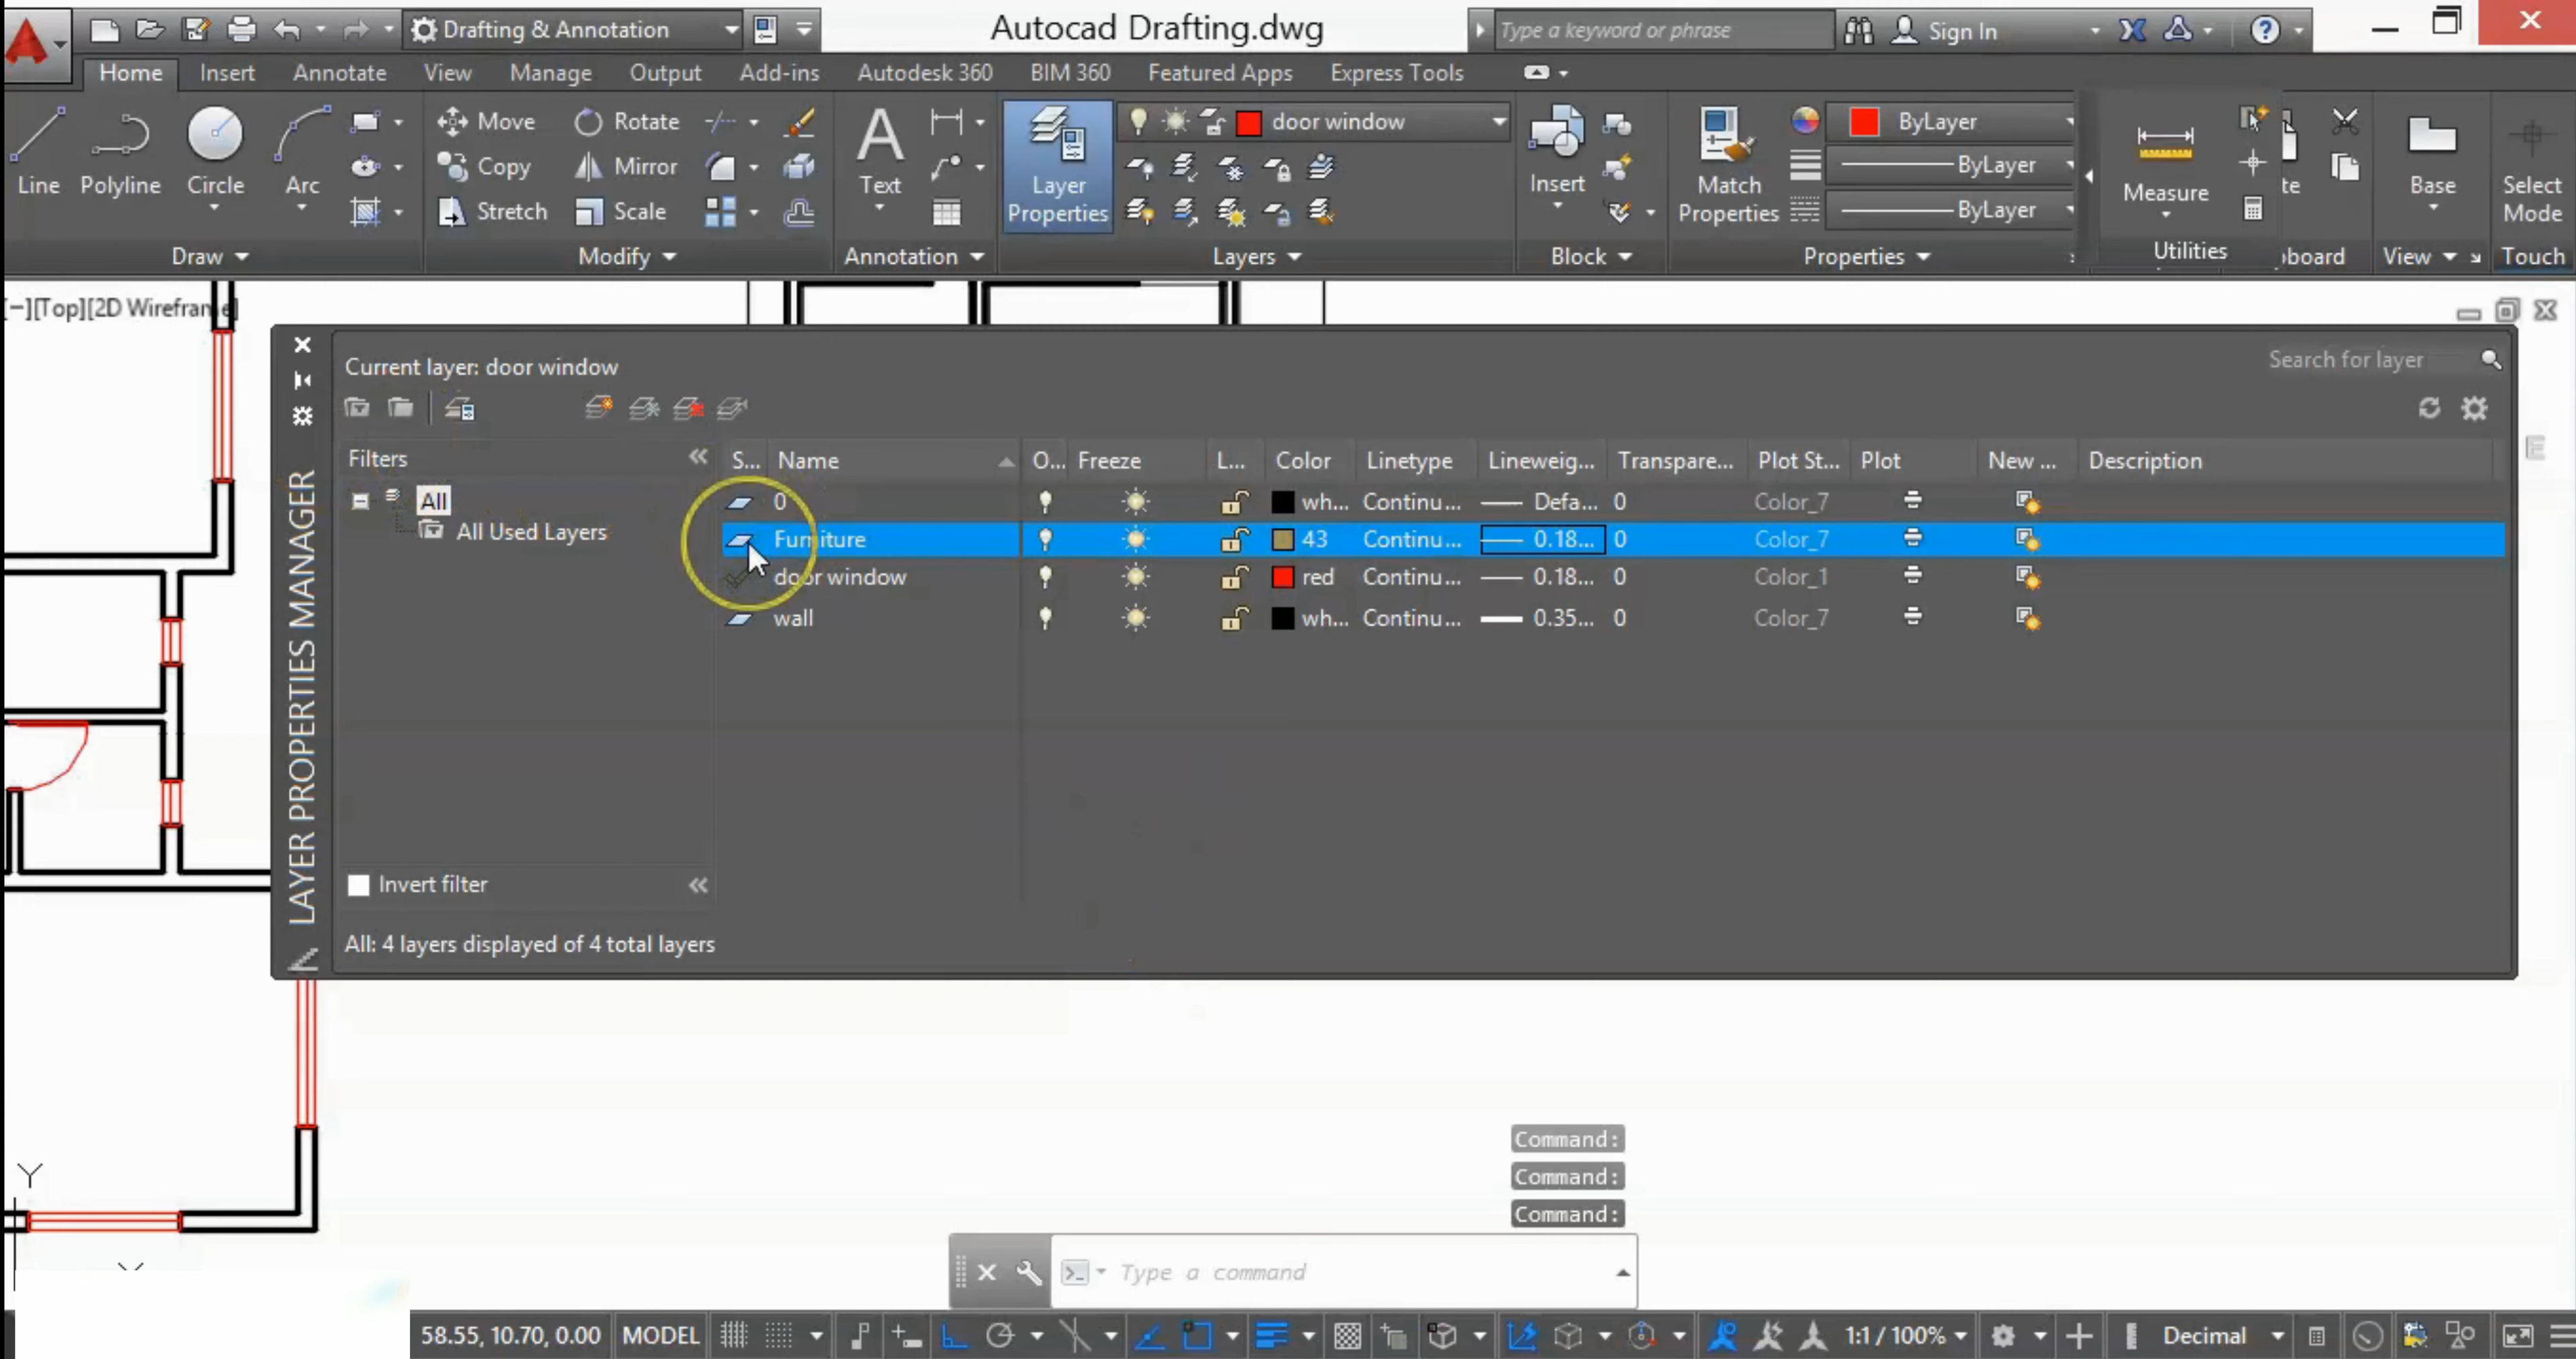 Drafting & Annotation
Autocad Drafting.dwg
Type a keyword or phrase
Sign In
Home Insert Annotate View Manage Output Add-ins Autodesk 360 BIM 360 Featured Apps Express Tools
Line Polyline Circle Arc
Move Rotate
Copy Mirror
Stretch Scale
Text
Layer Properties
door window
Insert
Match Properties
ByLayer
ByLayer
ByLayer
Measure
te
Base
Select Mode
Draw Modify Annotation Layers Block Properties Utilities board View Touch
[−][Top][2D Wireframe]
LAYER PROPERTIES MANAGER
Current layer: door window
Search for layer
Filters
All
All Used Layers
Invert filter
All: 4 layers displayed of 4 total layers
S... Name O... Freeze L... Color Linetype Lineweig... Transpare... Plot St... Plot New ... Description
0 wh... Continu... Defa... 0 Color_7
Furniture 43 Continu... 0.18... 0 Color_7
door window red Continu... 0.18... 0 Color_1
wall wh... Continu... 0.35... 0 Color_7
Command:
Command:
Command:
Type a command
Y
58.55, 10.70, 0.00 MODEL 1:1 / 100% Decimal